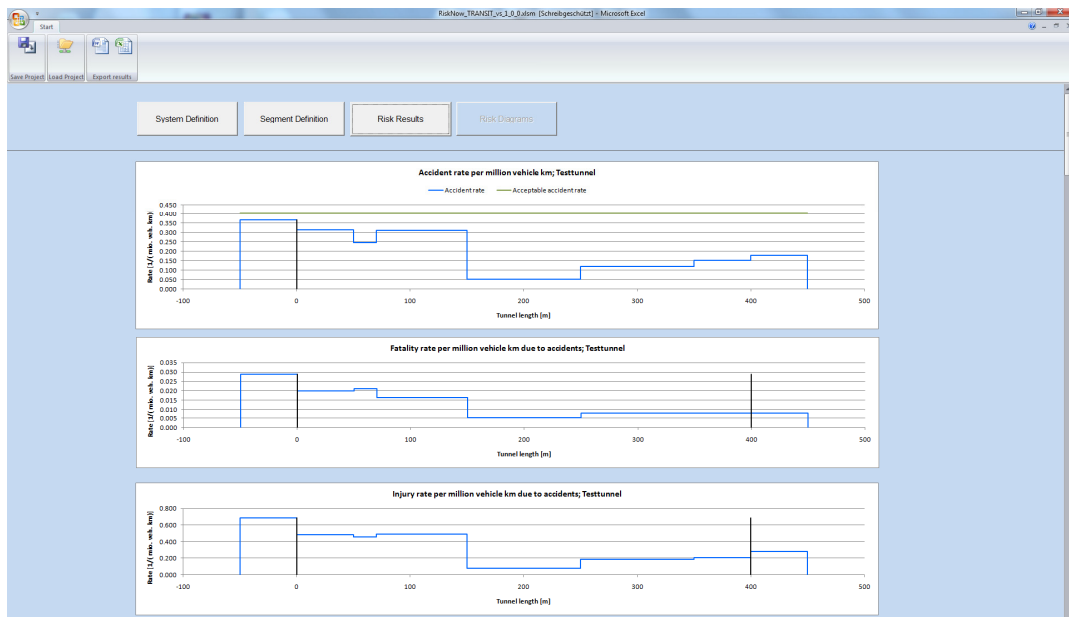 RiskNow_TRANSIT_vs_1_0_0.xlsm [Schreibgeschützt] - Microsoft Excel
Start
Save Project Load Project Export results
System Definition Segment Definition Risk Results Risk Diagrams
Accident rate per million vehicle km; Testtunnel
Accident rate Acceptable accident rate
Rate [1/( mio. veh. km)]
0.450
0.400
0.350
0.300
0.250
0.200
0.150
0.100
0.050
0.000
-100 0 100 200 300 400 500
Tunnel length [m]
Fatality rate per million vehicle km due to accidents; Testtunnel
Rate [1/( mio. veh. km)]
0.035
0.030
0.025
0.020
0.015
0.010
0.005
0.000
-100 0 100 200 300 400 500
Tunnel length [m]
Injury rate per million vehicle km due to accidents; Testtunnel
Rate [1/( mio. veh. km)]
0.800
0.600
0.400
0.200
0.000
-100 0 100 200 300 400 500
Tunnel length [m]